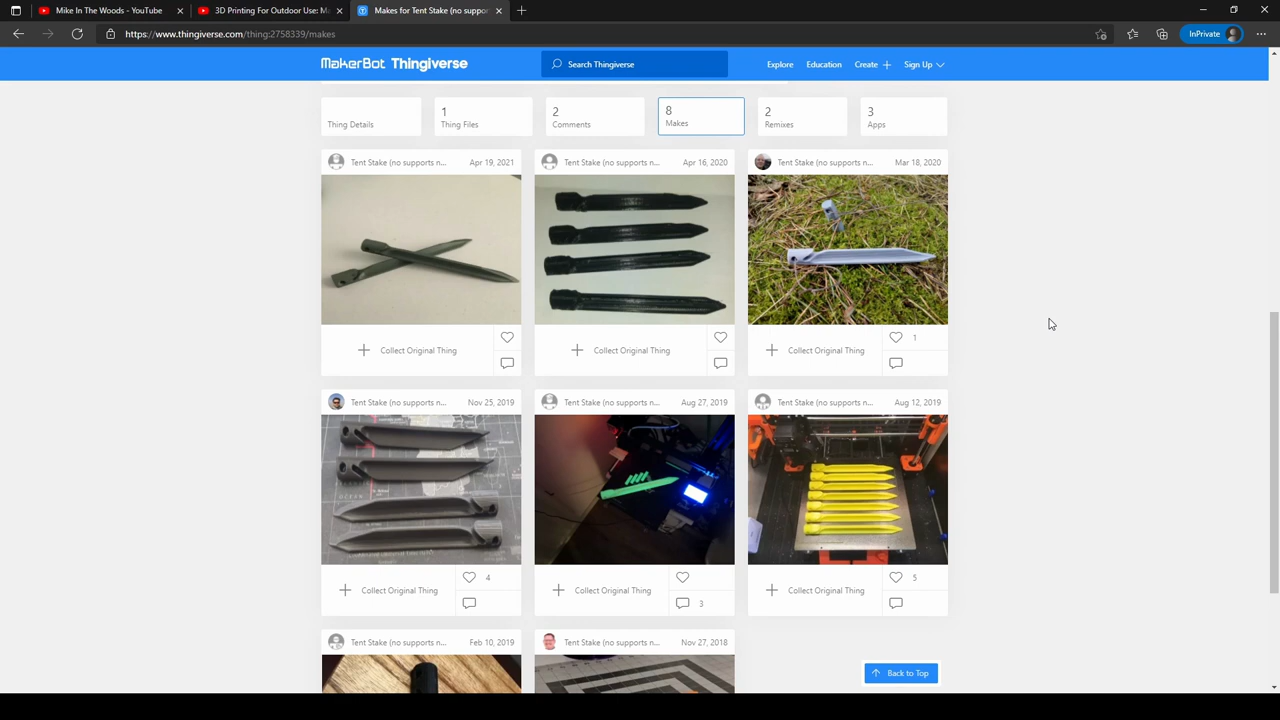 Mike In The Woods - YouTube
3D Printing For Outdoor Use: Ma
Makes for Tent Stake (no suppor
https://www.thingiverse.com/thing:2758339/makes
InPrivate
MakerBot Thingiverse
Search Thingiverse
Explore
Education
Create
Sign Up
Thing Details
1
Thing Files
2
Comments
8
Makes
2
Remixes
3
Apps
Tent Stake (no supports n...
Apr 19, 2021
Tent Stake (no supports n...
Apr 16, 2020
Tent Stake (no supports n...
Mar 18, 2020
Collect Original Thing
Collect Original Thing
Collect Original Thing
1
Tent Stake (no supports n...
Nov 25, 2019
Tent Stake (no supports n...
Aug 27, 2019
Tent Stake (no supports n...
Aug 12, 2019
Collect Original Thing
4
Collect Original Thing
3
Collect Original Thing
5
Tent Stake (no supports n...
Feb 10, 2019
Tent Stake (no supports n...
Nov 27, 2018
Back to Top